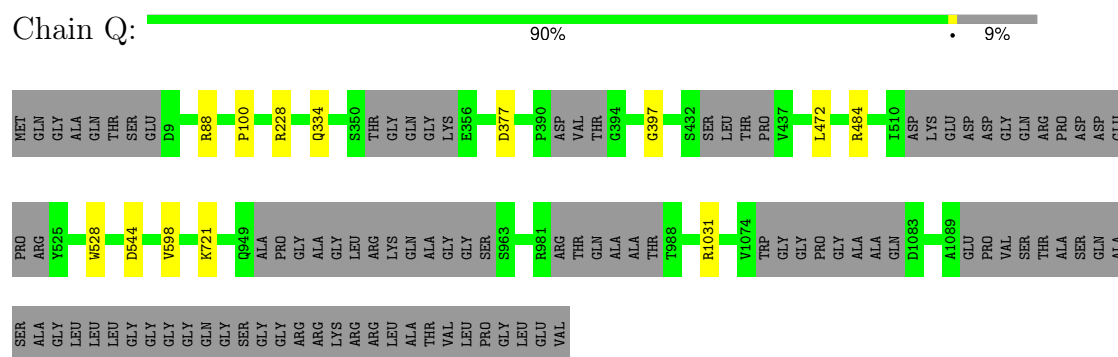 Chain Q:
90% • 9%
MET GLN GLY ALA GLN THR SER GLU D9 R88 P100 R228 Q334 S350 THR GLY GLN GLY LYS E356 D377 P390 ASP VAL THR G394 G397 S432 SER LEU THR PRO V437 L472 R484 I510 ASP LYS GLU ASP ASP GLY GLN ARG PRO ASP ASP GLU
PRO ARG Y525 W528 D544 V598 K721 Q949 ALA PRO GLY ALA GLY LEU ARG LYS GLN ALA GLY GLY SER S963 R981 ARG THR GLN ALA ALA THR T988 R1031 V1074 TRP GLY GLY PRO GLY ALA ALA GLN D1083 A1089 GLU PRO VAL SER THR ALA SER GLN ALA
SER ALA GLY LEU LEU LEU GLY GLY GLY GLY GLN GLY SER GLY GLY ARG ARG LYS ARG ARG LEU ALA THR VAL LEU PRO GLY LEU GLU VAL